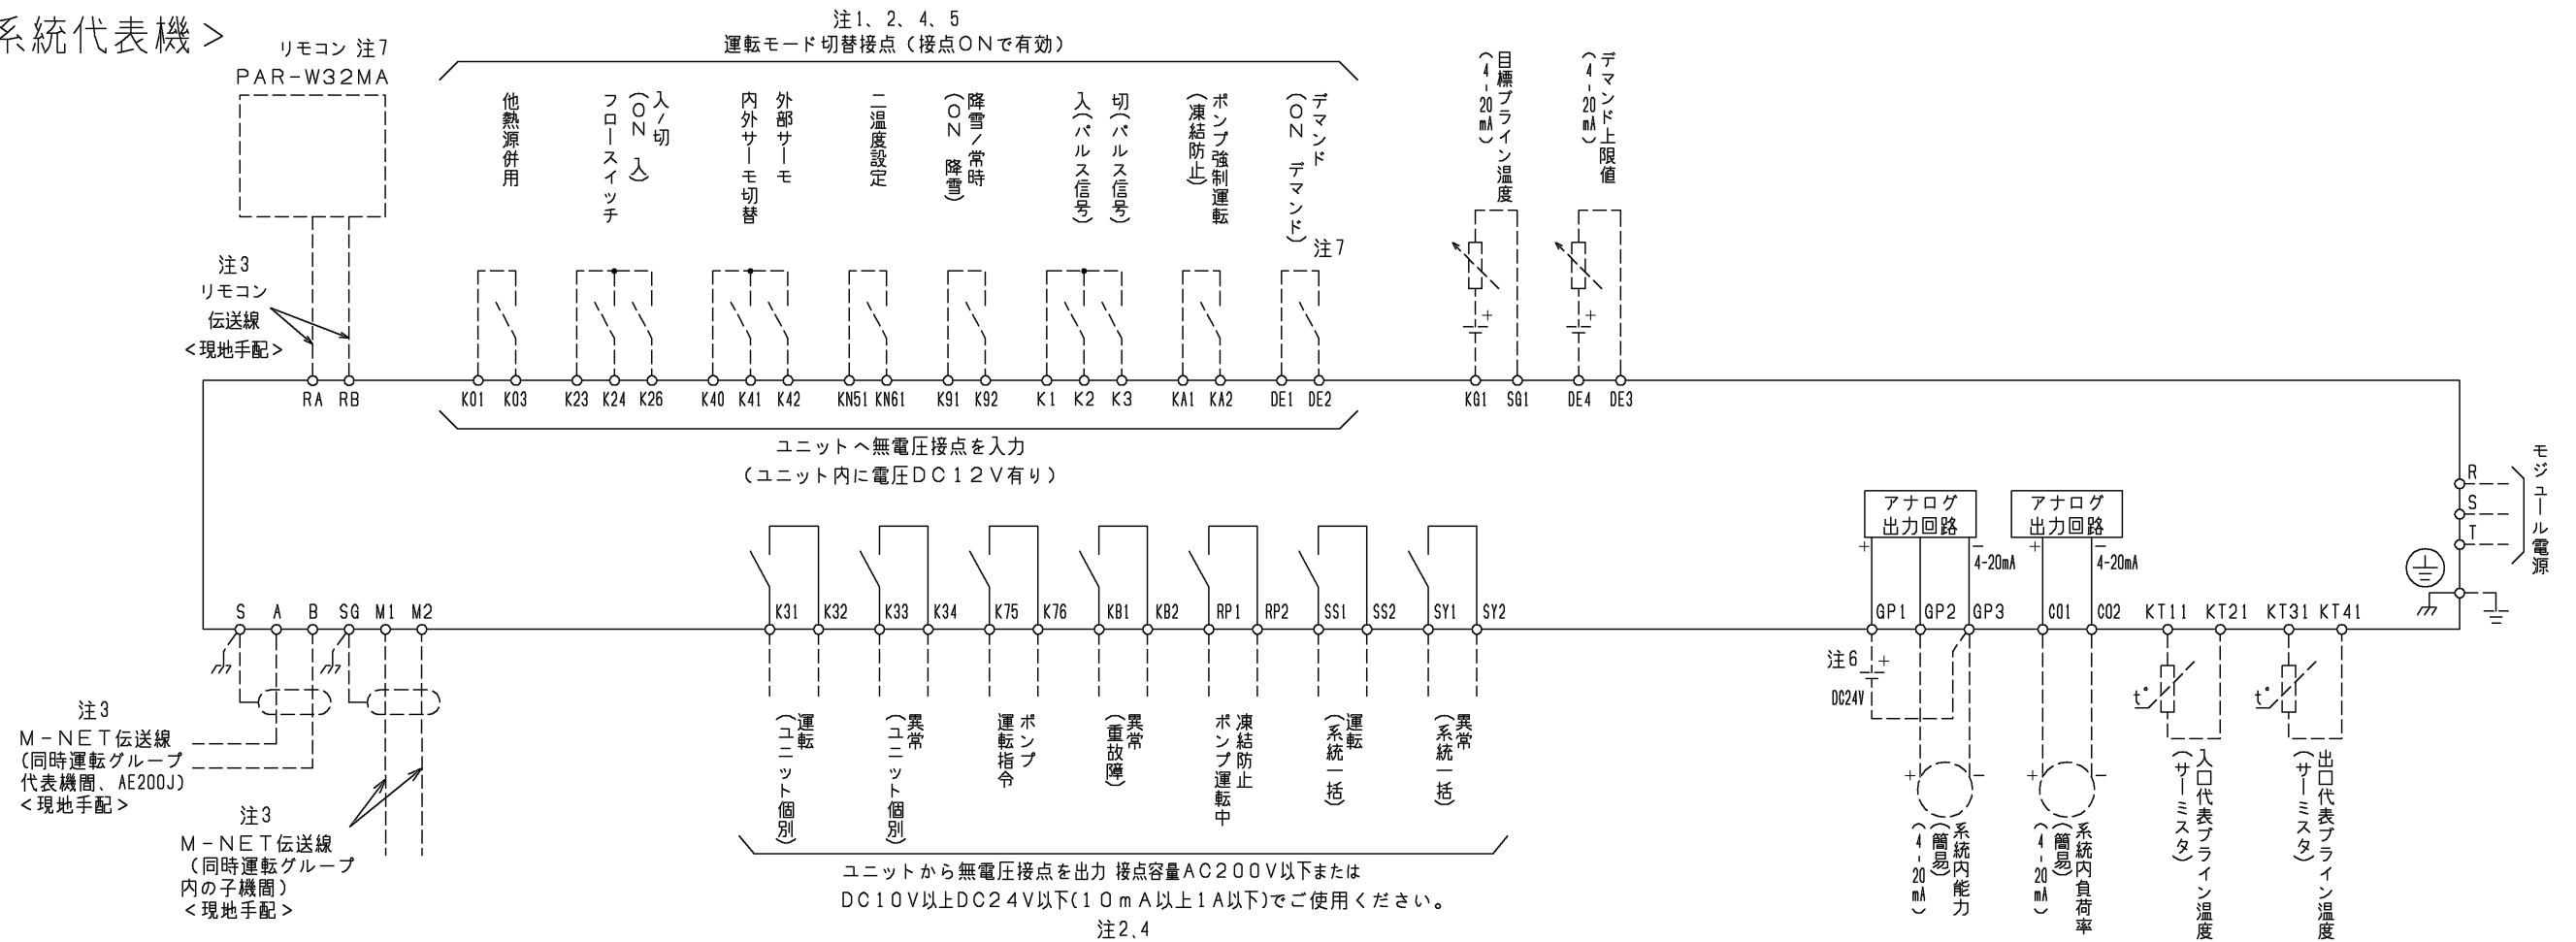 系統代表機＞
リモコン 注7
PAR-W32MA
注1、2、4、5
運転モード切替接点（接点ONで有効）
他熱源併用
入/切
(ON 入)
フロースイッチ
外部サーモ
内外サーモ切替
二温度設定
降雪/常時
(ON 降雪)
切(パルス信号)
入(パルス信号)
ポンプ強制運転
(凍結防止)
デマンド
(ON デマンド)
注7
目標ブライン温度
(4-20mA)
デマンド上限値
(4-20mA)
注3
リモコン
伝送線
＜現地手配＞
RA RB K01 K03 K23 K24 K26 K40 K41 K42 KN51 KN61 K91 K92 K1 K2 K3 KA1 KA2 DE1 DE2 KG1 SG1 DE4 DE3
ユニットへ無電圧接点を入力
（ユニット内に電圧DC12V有り）
R
S
T
モジュール電源
アナログ
出力回路
+ −
4-20mA
アナログ
出力回路
+ −
4-20mA
S A B SG M1 M2 K31 K32 K33 K34 K75 K76 KB1 KB2 RP1 RP2 SS1 SS2 SY1 SY2 GP1 GP2 GP3 CO1 CO2 KT11 KT21 KT31 KT41
注3
M-NET伝送線
(同時運転グループ
代表機間、AE200J)
＜現地手配＞
注3
M-NET伝送線
（同時運転グループ
内の子機間）
＜現地手配＞
運転
(ユニット個別)
異常
(ユニット個別)
ポンプ
運転指令
異常
(重故障)
凍結防止
ポンプ運転中
運転
(系統一括)
異常
(系統一括)
ユニットから無電圧接点を出力 接点容量AC200V以下または
DC10V以上DC24V以下(10mA以上1A以下)でご使用ください。
注2、4
注6
+
DC24V
+ −
系統内能力
(簡易)
(4-20mA)
+ −
系統内負荷率
(簡易)
(4-20mA)
t°
入口代表ブライン温度
(サーミスタ)
t°
出口代表ブライン温度
(サーミスタ)